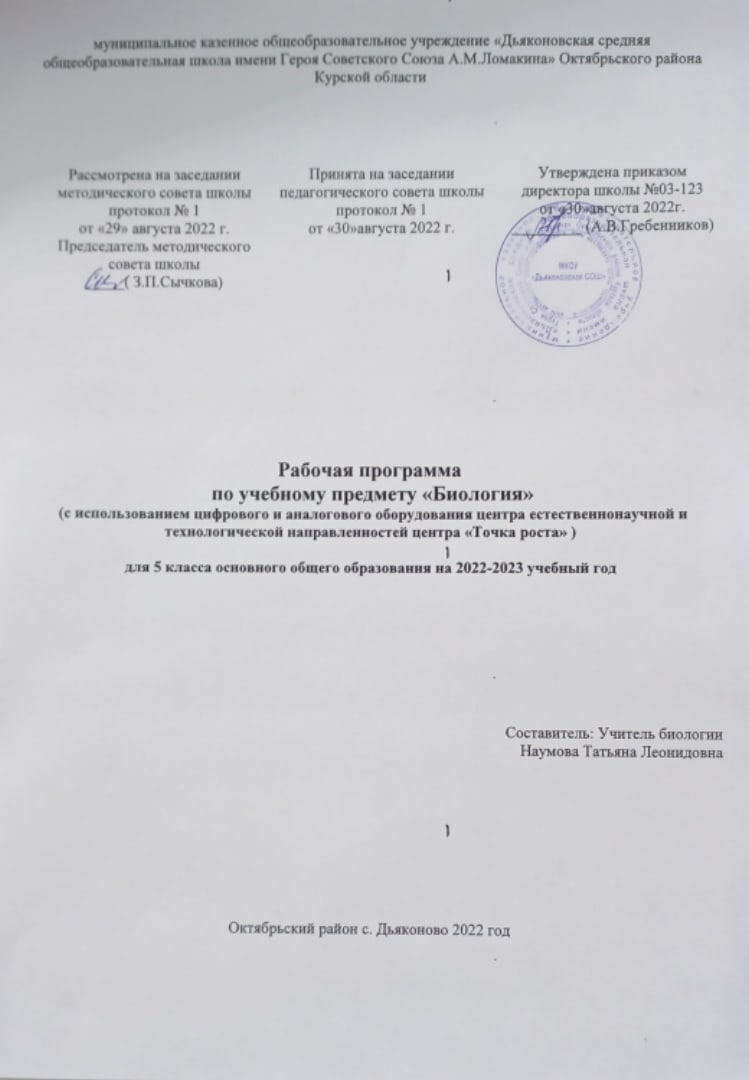 муниципальное казенное общеобразовательное учреждение «Дьяконовская средняя
общеобразовательная школа имени Героя Советского Союза А.М.Ломакина» Октябрьского района
Курской области
Рассмотрена на заседании
методического совета школы
протокол № 1
от «29» августа 2022 г.
Председатель методического
совета школы
( З.П.Сычкова)
Принята на заседании
педагогического совета школы
протокол № 1
от «30»августа 2022 г.
Утверждена приказом
директора школы №03-123
от «30»августа 2022г.
(А.В.Гребенников)
МКОУ
«Дьяконовская СОШ»
Рабочая программа
по учебному предмету «Биология»
(с использованием цифрового и аналогового оборудования центра естественнонаучной и
технологической направленностей центра «Точка роста» )
для 5 класса основного общего образования на 2022-2023 учебный год
Составитель: Учитель биологии
Наумова Татьяна Леонидовна
Октябрьский район с. Дьяконово 2022 год